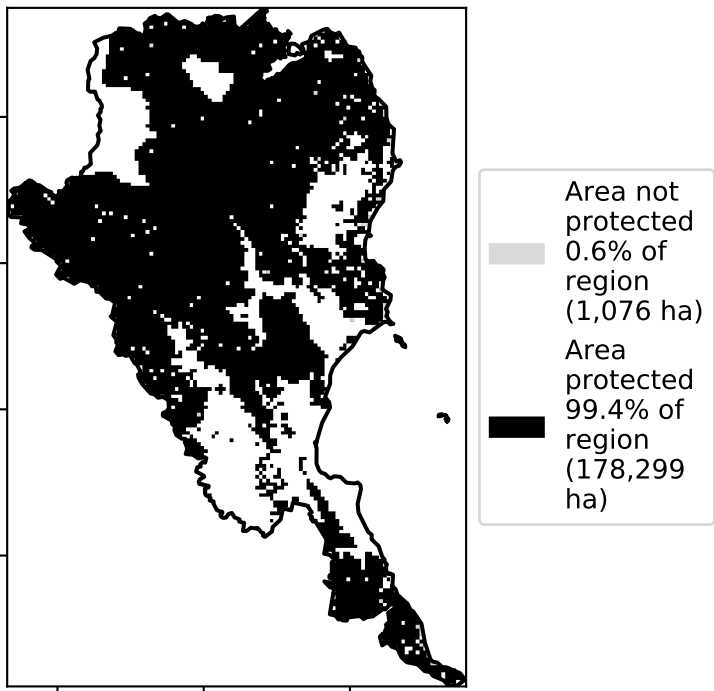 Area not
protected
0.6% of
region
(1,076 ha)
Area
protected
99.4% of
region
(178,299
ha)